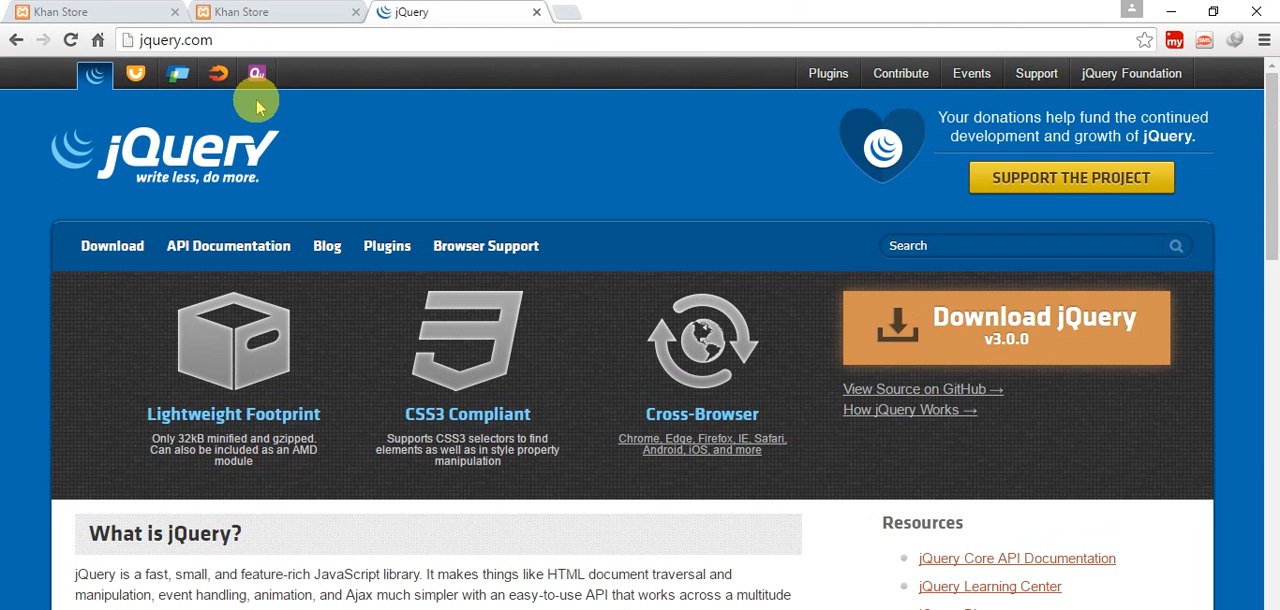 Khan Store
Khan Store
jQuery
jquery.com
my
SMS
Qu
Plugins
Contribute
Events
Support
jQuery Foundation
jQuery
write less, do more.
Your donations help fund the continued
development and growth of jQuery.
SUPPORT THE PROJECT
Download
API Documentation
Blog
Plugins
Browser Support
Search
Lightweight Footprint
Only 32kB minified and gzipped.
Can also be included as an AMD
module
CSS3 Compliant
Supports CSS3 selectors to find
elements as well as in style property
manipulation
Cross-Browser
Chrome, Edge, Firefox, IE, Safari,
Android, iOS, and more
Download jQuery
v3.0.0
View Source on GitHub →
How jQuery Works →
What is jQuery?
jQuery is a fast, small, and feature-rich JavaScript library. It makes things like HTML document traversal and
manipulation, event handling, animation, and Ajax much simpler with an easy-to-use API that works across a multitude
Resources
jQuery Core API Documentation
jQuery Learning Center